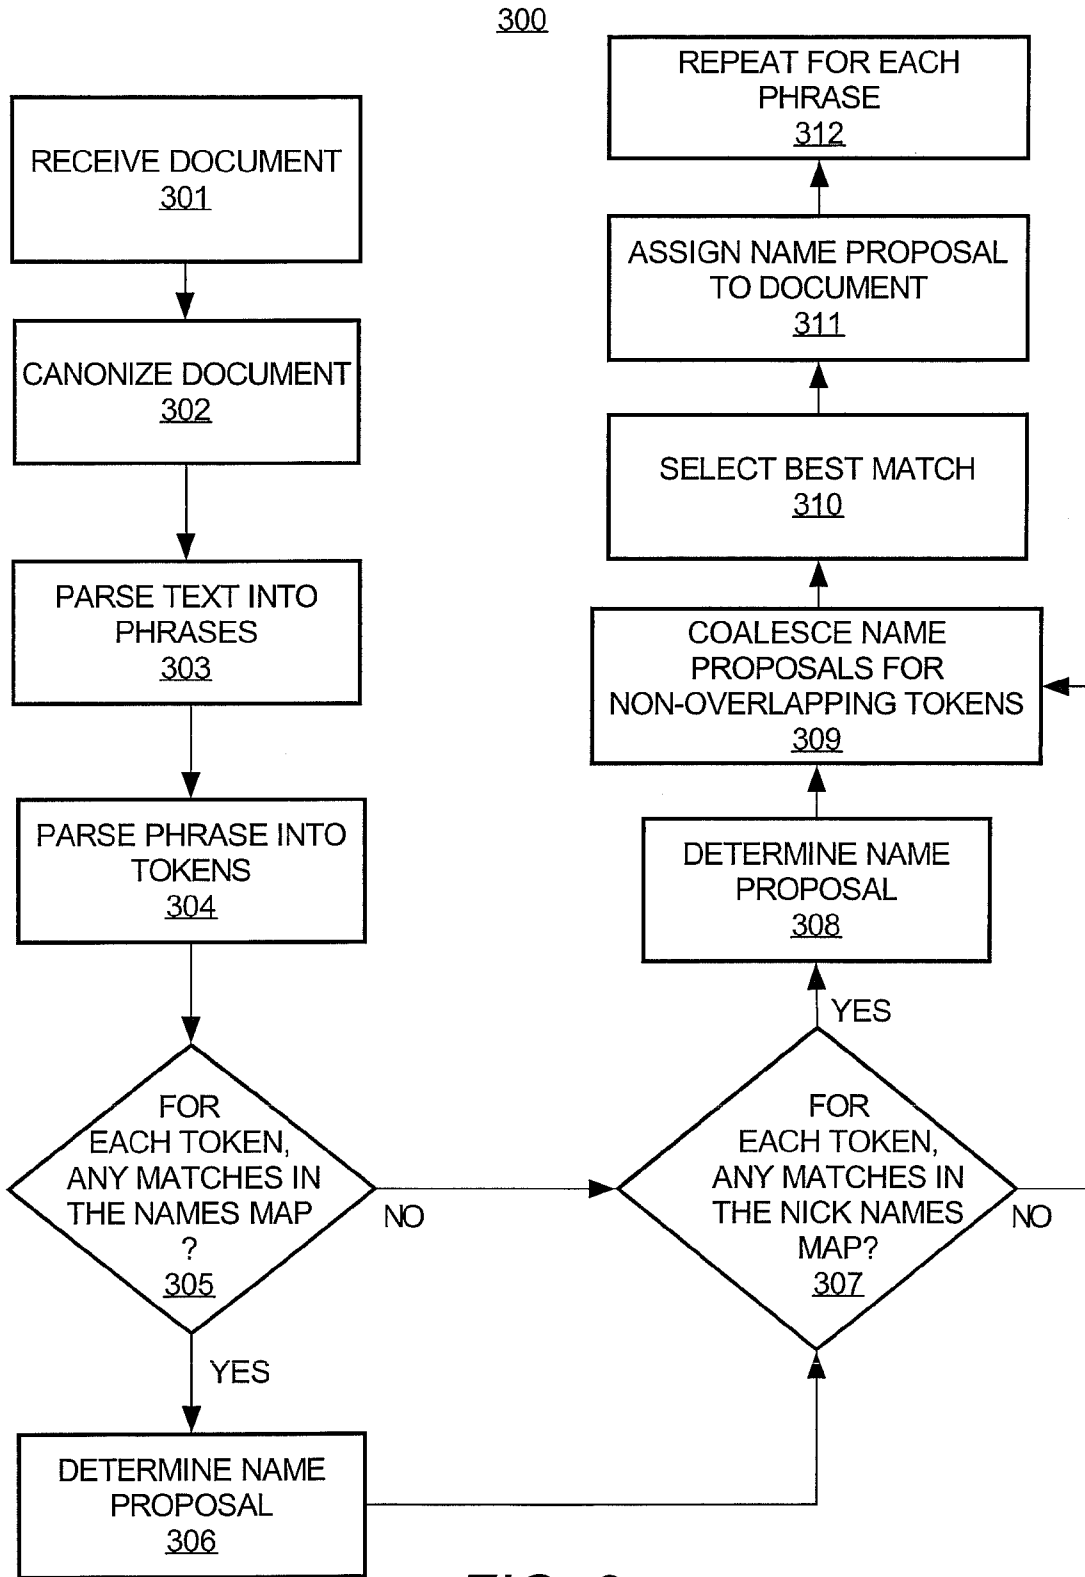 300
RECEIVE DOCUMENT
301
CANONIZE DOCUMENT
302
PARSE TEXT INTO
PHRASES
303
PARSE PHRASE INTO
TOKENS
304
FOR
EACH TOKEN,
ANY MATCHES IN
THE NAMES MAP
?
305
NO
YES
DETERMINE NAME
PROPOSAL
306
FOR
EACH TOKEN,
ANY MATCHES IN
THE NICK NAMES
MAP?
307
NO
YES
DETERMINE NAME
PROPOSAL
308
COALESCE NAME
PROPOSALS FOR
NON-OVERLAPPING TOKENS
309
SELECT BEST MATCH
310
ASSIGN NAME PROPOSAL
TO DOCUMENT
311
REPEAT FOR EACH
PHRASE
312